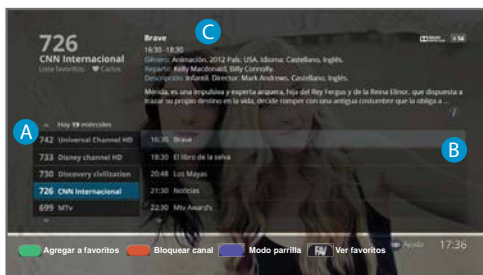 726
CNN Internacional
Lista favoritos: Carlos
Brave
16:30 -18:30
Género: Animación. 2012 País: USA. Idioma: Castellano, Inglés.
Reparto: Kelly Macdonald, Billy Connolly.
Descripción: Infantil. Director: Mark Andrews. Castellano, Inglés.
Mérida, es una impulsiva y experta arquera, hija del Rey Fergus y de la Reina Elinor, que dispuesta a
trazar su propio destino en la vida, decide romper con una antigua costumbre que la obliga a ...
C
i
A
B
Hoy 19 miércoles
742 Universal Channel HD
733 Disney channel HD
730 Discovery civilization
726 CNN Internacional
699 MTv
16:30 Brave
18:30 El libro de la selva
20:48 Los Mayas
21:30 Noticias
22:30 Mtv Award's
Agregar a favoritos
Bloquear canal
Modo parrilla
FAV Ver favoritos
Ayuda
17:36